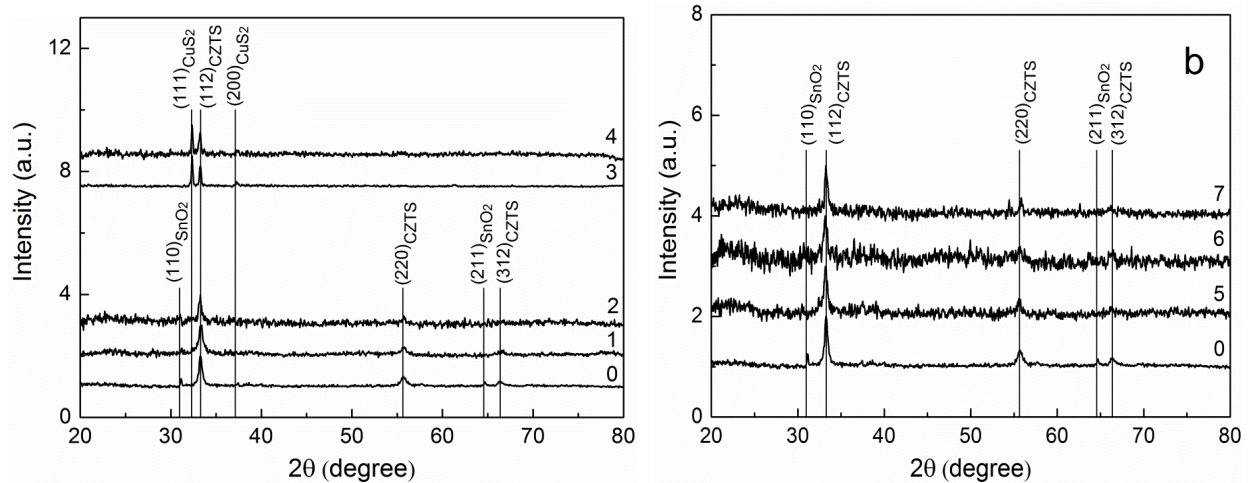 12
8
4
0
Intensity (a.u.)
(111)CuS2
(112)CZTS
(200)CuS2
4
3
(110)SnO2
(220)CZTS
(211)SnO2
(312)CZTS
2
1
0
20
30
40
50
60
70
80
2θ (degree)
8
6
4
2
0
Intensity (a.u.)
b
(110)SnO2
(112)CZTS
(220)CZTS
(211)SnO2
(312)CZTS
7
6
5
0
20
30
40
50
60
70
80
2θ (degree)